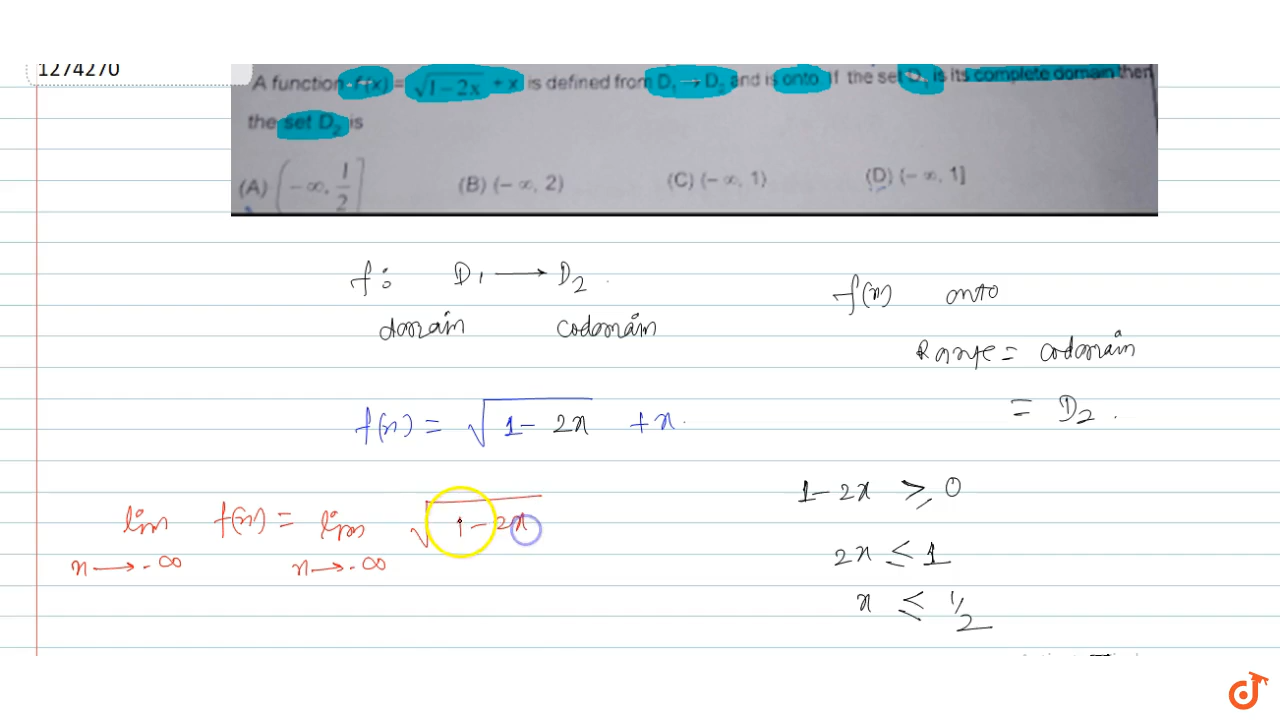 1274270
A function f(x) = √1-2x + x is defined from D₁ → D₂ and is onto If the set D₁ is its complete domain then
the set D₂ is
(A) (-∞, 1/2] (B) (-∞, 2) (C) (-∞, 1) (D) (-∞, 1]
f: D₁ → D₂
f(x) onto
domain codomain
Range = codomain
= D₂ .
f(x) = √1-2x + x.
1-2x ≥ 0
lim x→-∞ f(x) = lim x→-∞ √1-2x
2x ≤ 1
x ≤ 1/2